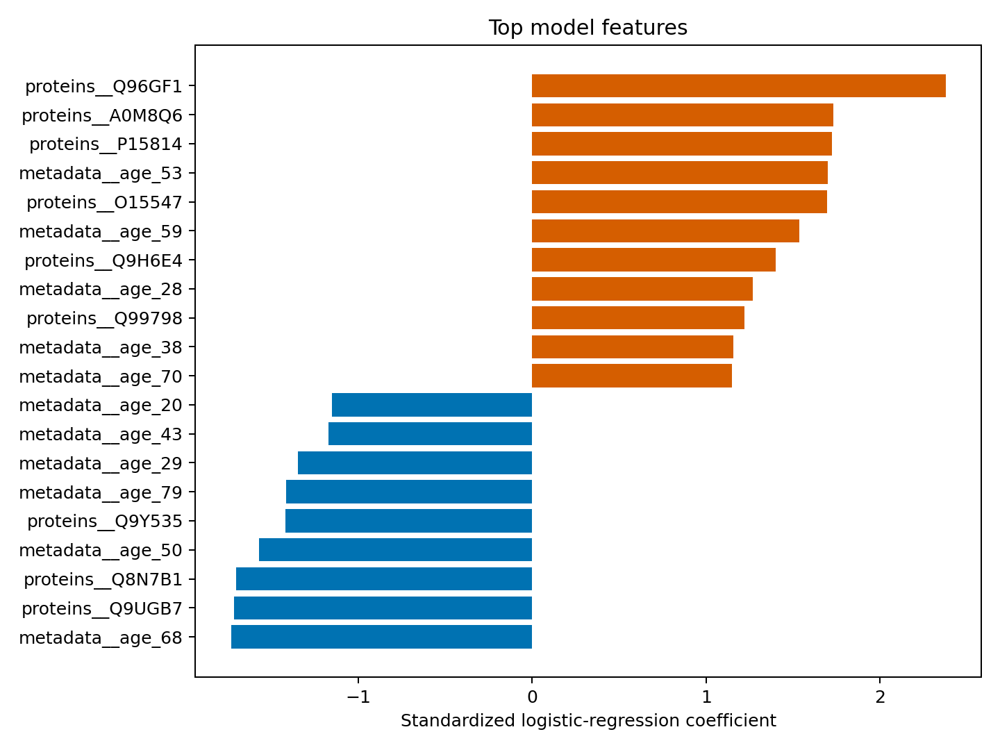 Top model features
proteins__Q96GF1
proteins__A0M8Q6
proteins__P15814
metadata__age_53
proteins__O15547
metadata__age_59
proteins__Q9H6E4
metadata__age_28
proteins__Q99798
metadata__age_38
metadata__age_70
metadata__age_20
metadata__age_43
metadata__age_29
metadata__age_79
proteins__Q9Y535
metadata__age_50
proteins__Q8N7B1
proteins__Q9UGB7
metadata__age_68
−1 0 1 2
Standardized logistic-regression coefficient